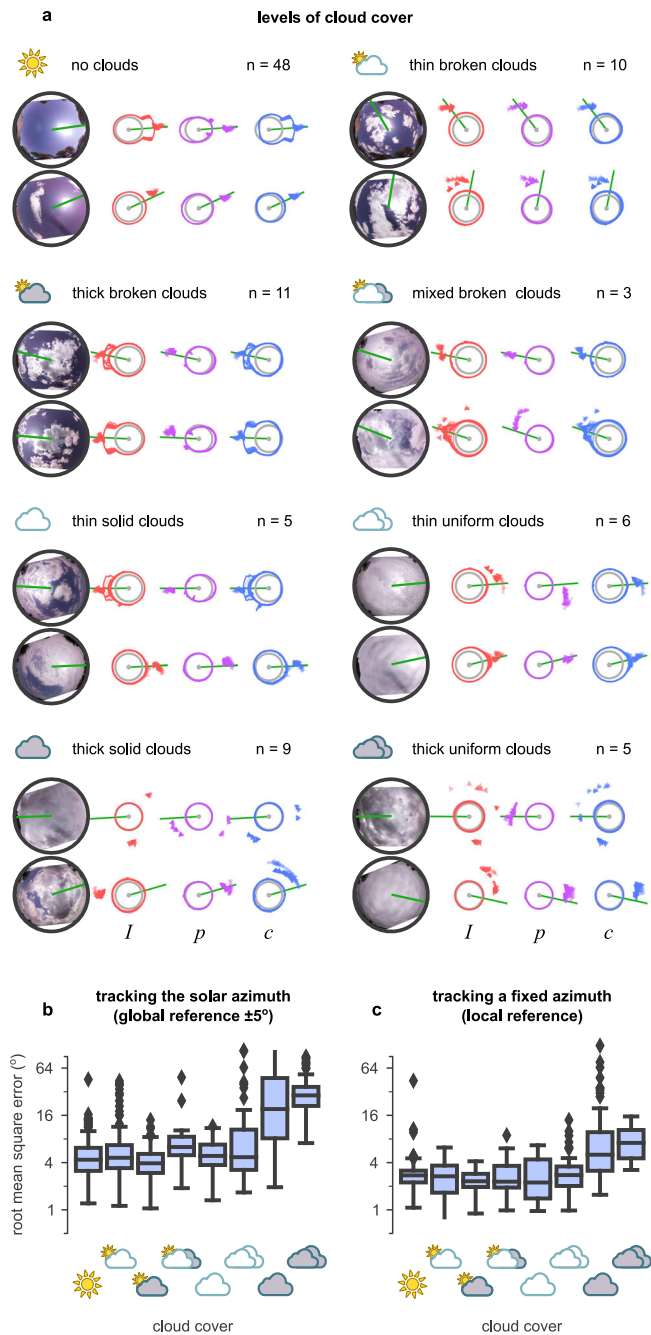 a levels of cloud cover
no clouds n = 48 thin broken clouds n = 10
thick broken clouds n = 11 mixed broken clouds n = 3
thin solid clouds n = 5 thin uniform clouds n = 6
thick solid clouds n = 9 thick uniform clouds n = 5
I p c I p c
b tracking the solar azimuth
(global reference ±5º)
c tracking a fixed azimuth
(local reference)
root mean square error (º)
64
16
4
1
64
16
4
1
cloud cover cloud cover